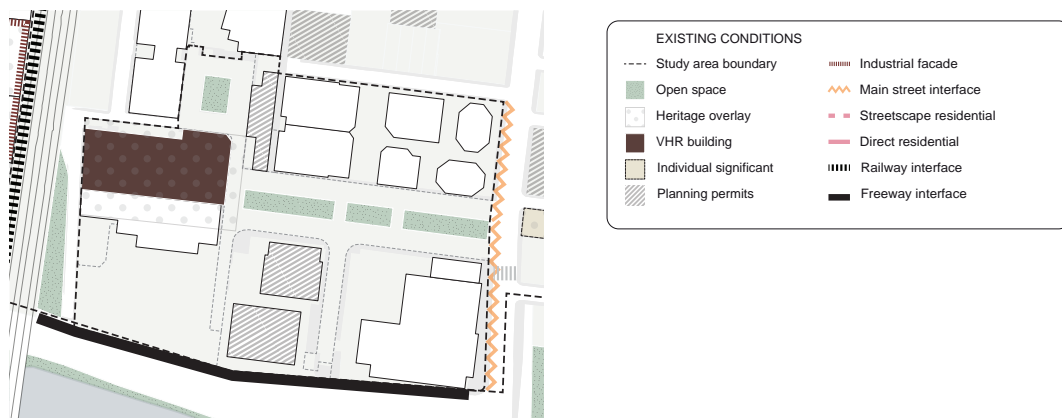 EXISTING CONDITIONS
Study area boundary
Open space
Heritage overlay
VHR building
Individual significant
Planning permits
Industrial facade
Main street interface
Streetscape residential
Direct residential
Railway interface
Freeway interface